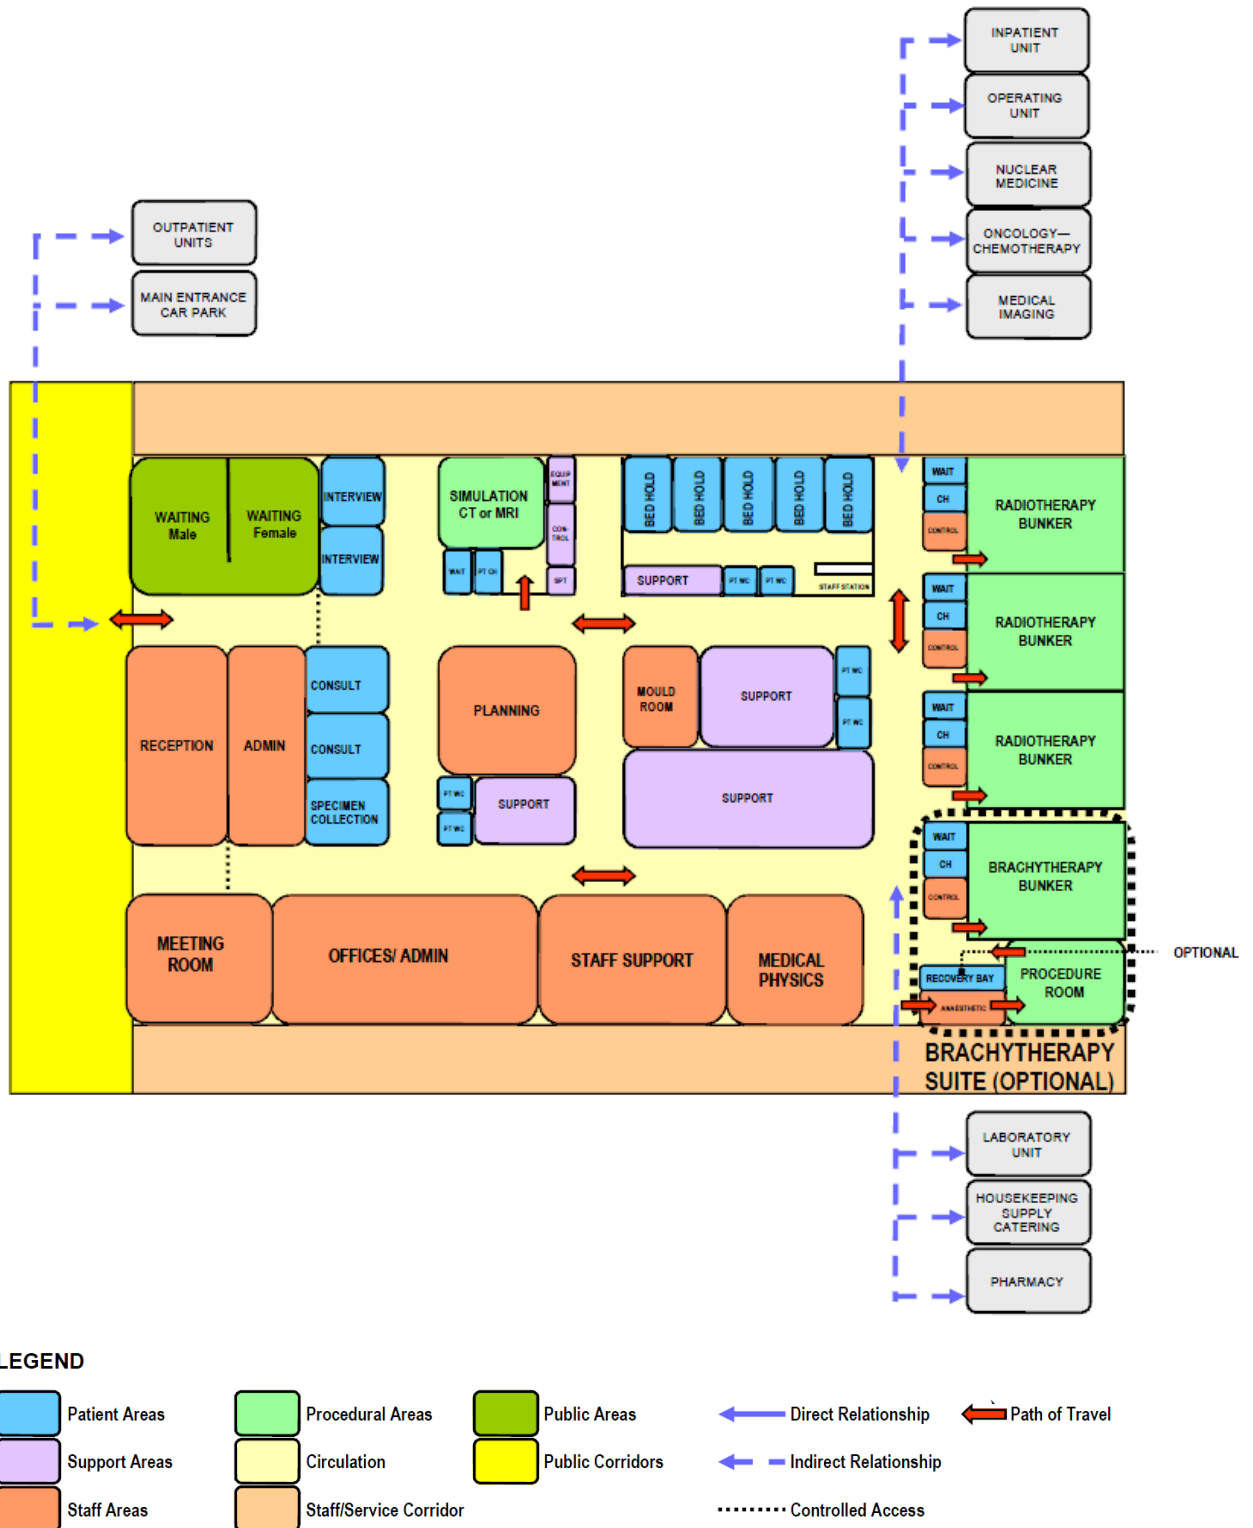 INPATIENT
UNIT
OPERATING
UNIT
NUCLEAR
MEDICINE
ONCOLOGY—
CHEMOTHERAPY
MEDICAL
IMAGING
OUTPATIENT
UNITS
MAIN ENTRANCE
CAR PARK
WAITING
Male
WAITING
Female
INTERVIEW
INTERVIEW
SIMULATION
CT or MRI
EQUIP
MENT
CON-
TROL
SPT
WAIT
PT CH
BED HOLD
BED HOLD
BED HOLD
BED HOLD
BED HOLD
SUPPORT
PT WC
PT WC
STAFF STATION
WAIT
CH
CONTROL
RADIOTHERAPY
BUNKER
WAIT
CH
CONTROL
RADIOTHERAPY
BUNKER
WAIT
CH
CONTROL
RADIOTHERAPY
BUNKER
RECEPTION
ADMIN
CONSULT
CONSULT
SPECIMEN
COLLECTION
PLANNING
PT WC
PT WC
SUPPORT
MOULD
ROOM
SUPPORT
PT WC
PT WC
SUPPORT
WAIT
CH
CONTROL
BRACHYTHERAPY
BUNKER
MEETING
ROOM
OFFICES/ ADMIN
STAFF SUPPORT
MEDICAL
PHYSICS
RECOVERY BAY
ANAESTHETIC
PROCEDURE
ROOM
OPTIONAL
BRACHYTHERAPY
SUITE (OPTIONAL)
LABORATORY
UNIT
HOUSEKEEPING
SUPPLY
CATERING
PHARMACY
LEGEND
Patient Areas
Procedural Areas
Public Areas
Direct Relationship
Path of Travel
Support Areas
Circulation
Public Corridors
Indirect Relationship
Staff Areas
Staff/Service Corridor
Controlled Access